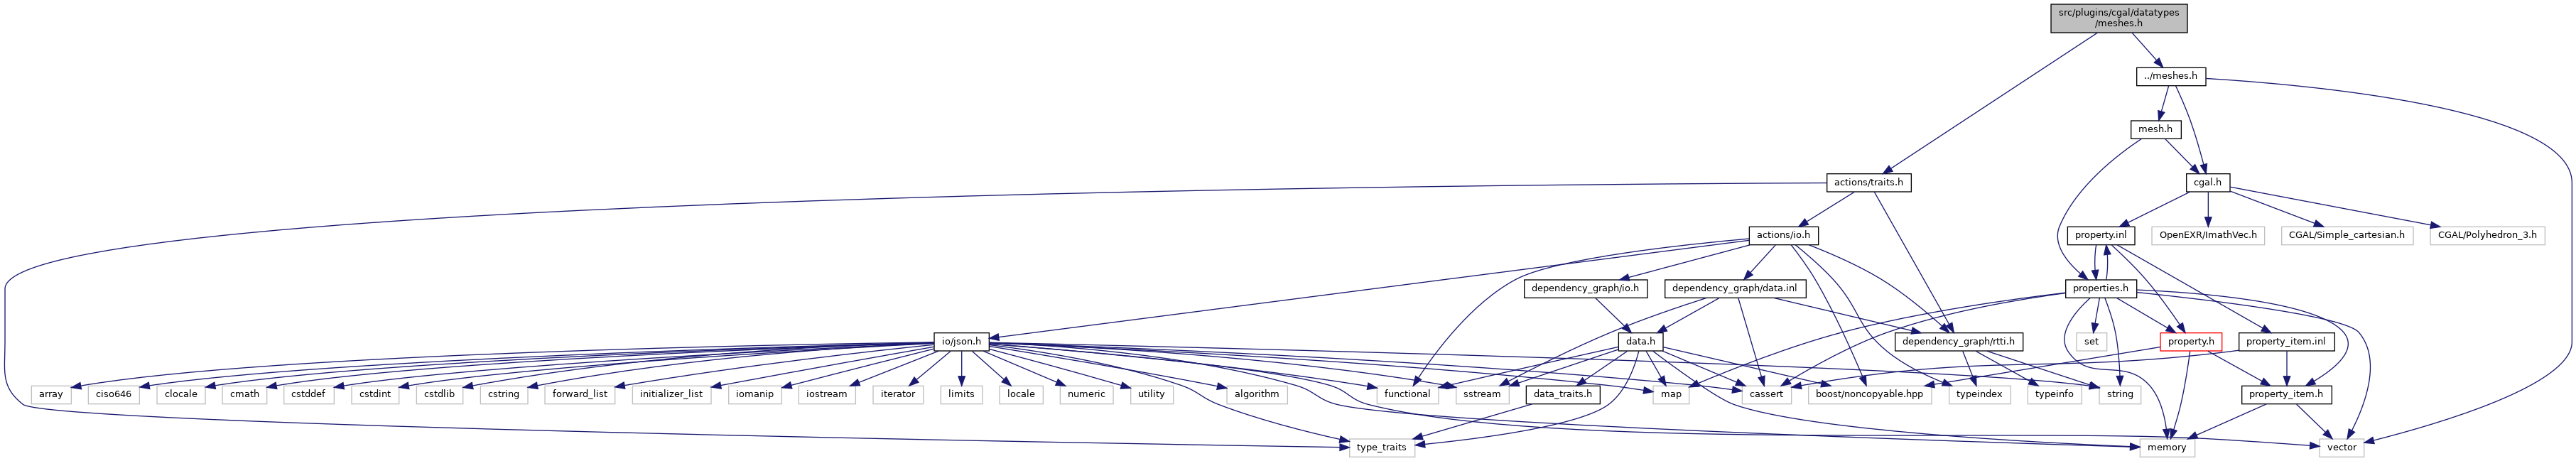 src/plugins/cgal/datatypes
/meshes.h
../meshes.h
mesh.h
actions/traits.h
cgal.h
actions/io.h
property.inl
OpenEXR/ImathVec.h
CGAL/Simple_cartesian.h
CGAL/Polyhedron_3.h
dependency_graph/io.h
dependency_graph/data.inl
properties.h
io/json.h
data.h
dependency_graph/rtti.h
set
property.h
property_item.inl
array
ciso646
clocale
cmath
cstddef
cstdint
cstdlib
cstring
forward_list
initializer_list
iomanip
iostream
iterator
limits
locale
numeric
utility
algorithm
functional
sstream
data_traits.h
map
cassert
boost/noncopyable.hpp
typeindex
typeinfo
string
property_item.h
type_traits
memory
vector